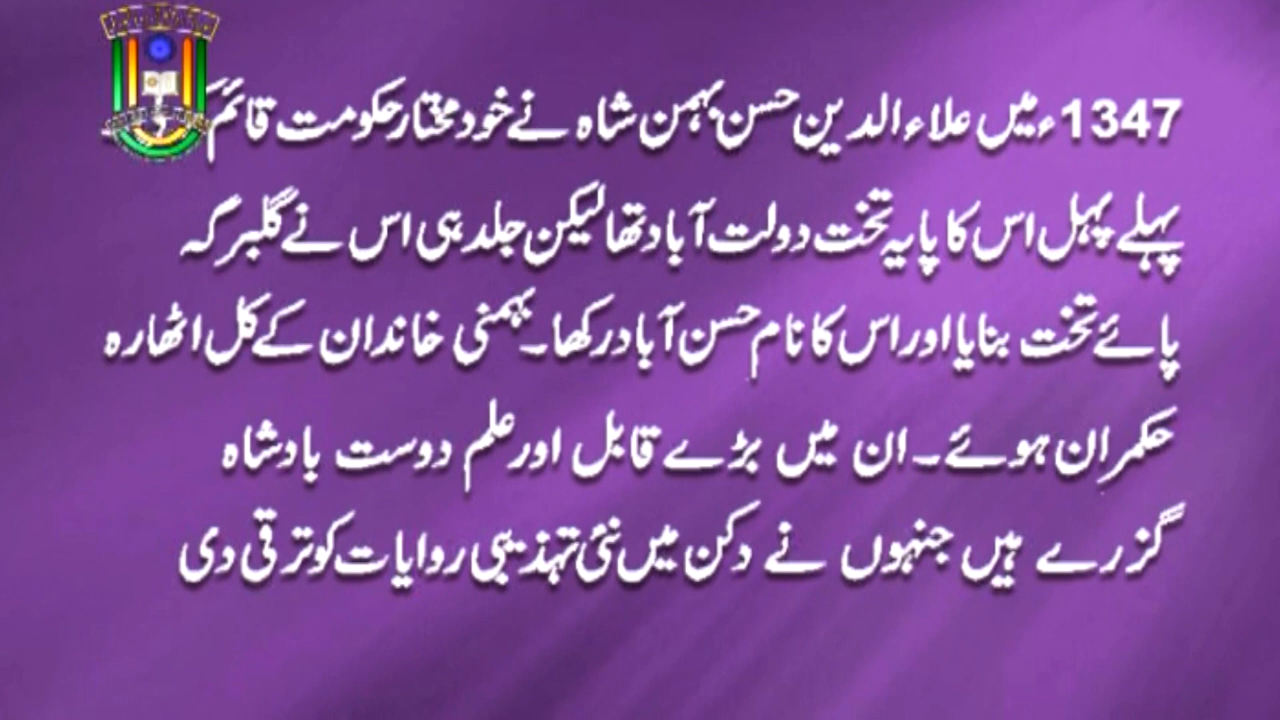 1347ء میں علاء الدین حسن بہمن شاہ نے خود مختار حکومت قائم
پہلے پہل اس کا پایہ تخت دولت آباد تھا لیکن جلد ہی اس نے گلبرگہ
پائے تخت بنایا اور اس کا نام حسن آباد رکھا۔ بہمنی خاندان کے کل اٹھارہ
حکمران ہوئے۔ ان میں بڑے قابل اور علم دوست بادشاہ
گزرے ہیں جنہوں نے دکن میں نئی تہذیبی روایات کو ترقی دی